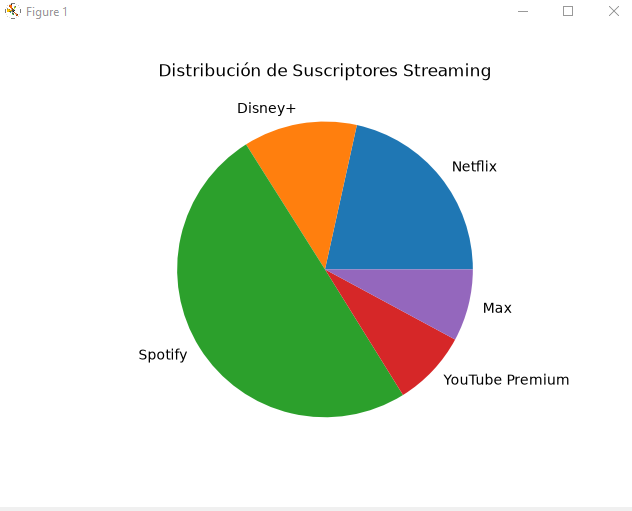 Figure 1
Distribución de Suscriptores Streaming
Disney+
Netflix
Max
Spotify
YouTube Premium